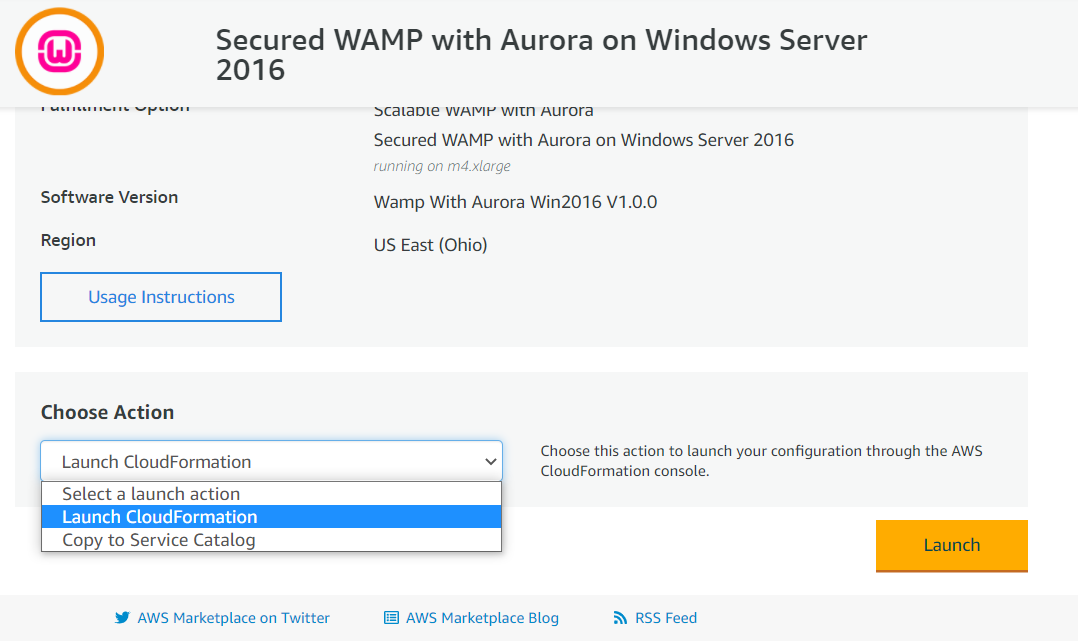 Secured WAMP with Aurora on Windows Server
2016
Fulfillment Option
Scalable WAMP with Aurora
Secured WAMP with Aurora on Windows Server 2016
running on m4.xlarge
Software Version
Wamp With Aurora Win2016 V1.0.0
Region
US East (Ohio)
Usage Instructions
Choose Action
Launch CloudFormation
Select a launch action
Launch CloudFormation
Copy to Service Catalog
Choose this action to launch your configuration through the AWS
CloudFormation console.
Launch
AWS Marketplace on Twitter
AWS Marketplace Blog
RSS Feed